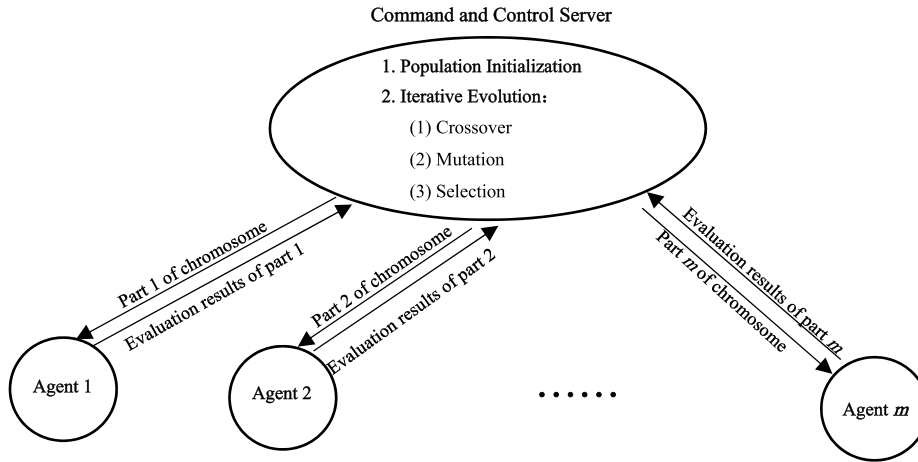 Command and Control Server
1. Population Initialization
2. Iterative Evolution：
(1) Crossover
(2) Mutation
(3) Selection
Part 1 of chromosome
Evaluation results of part 1
Part 2 of chromosome
Evaluation results of part 2
Evaluation results of part m
Part m of chromosome
Agent 1
Agent 2
......
Agent m